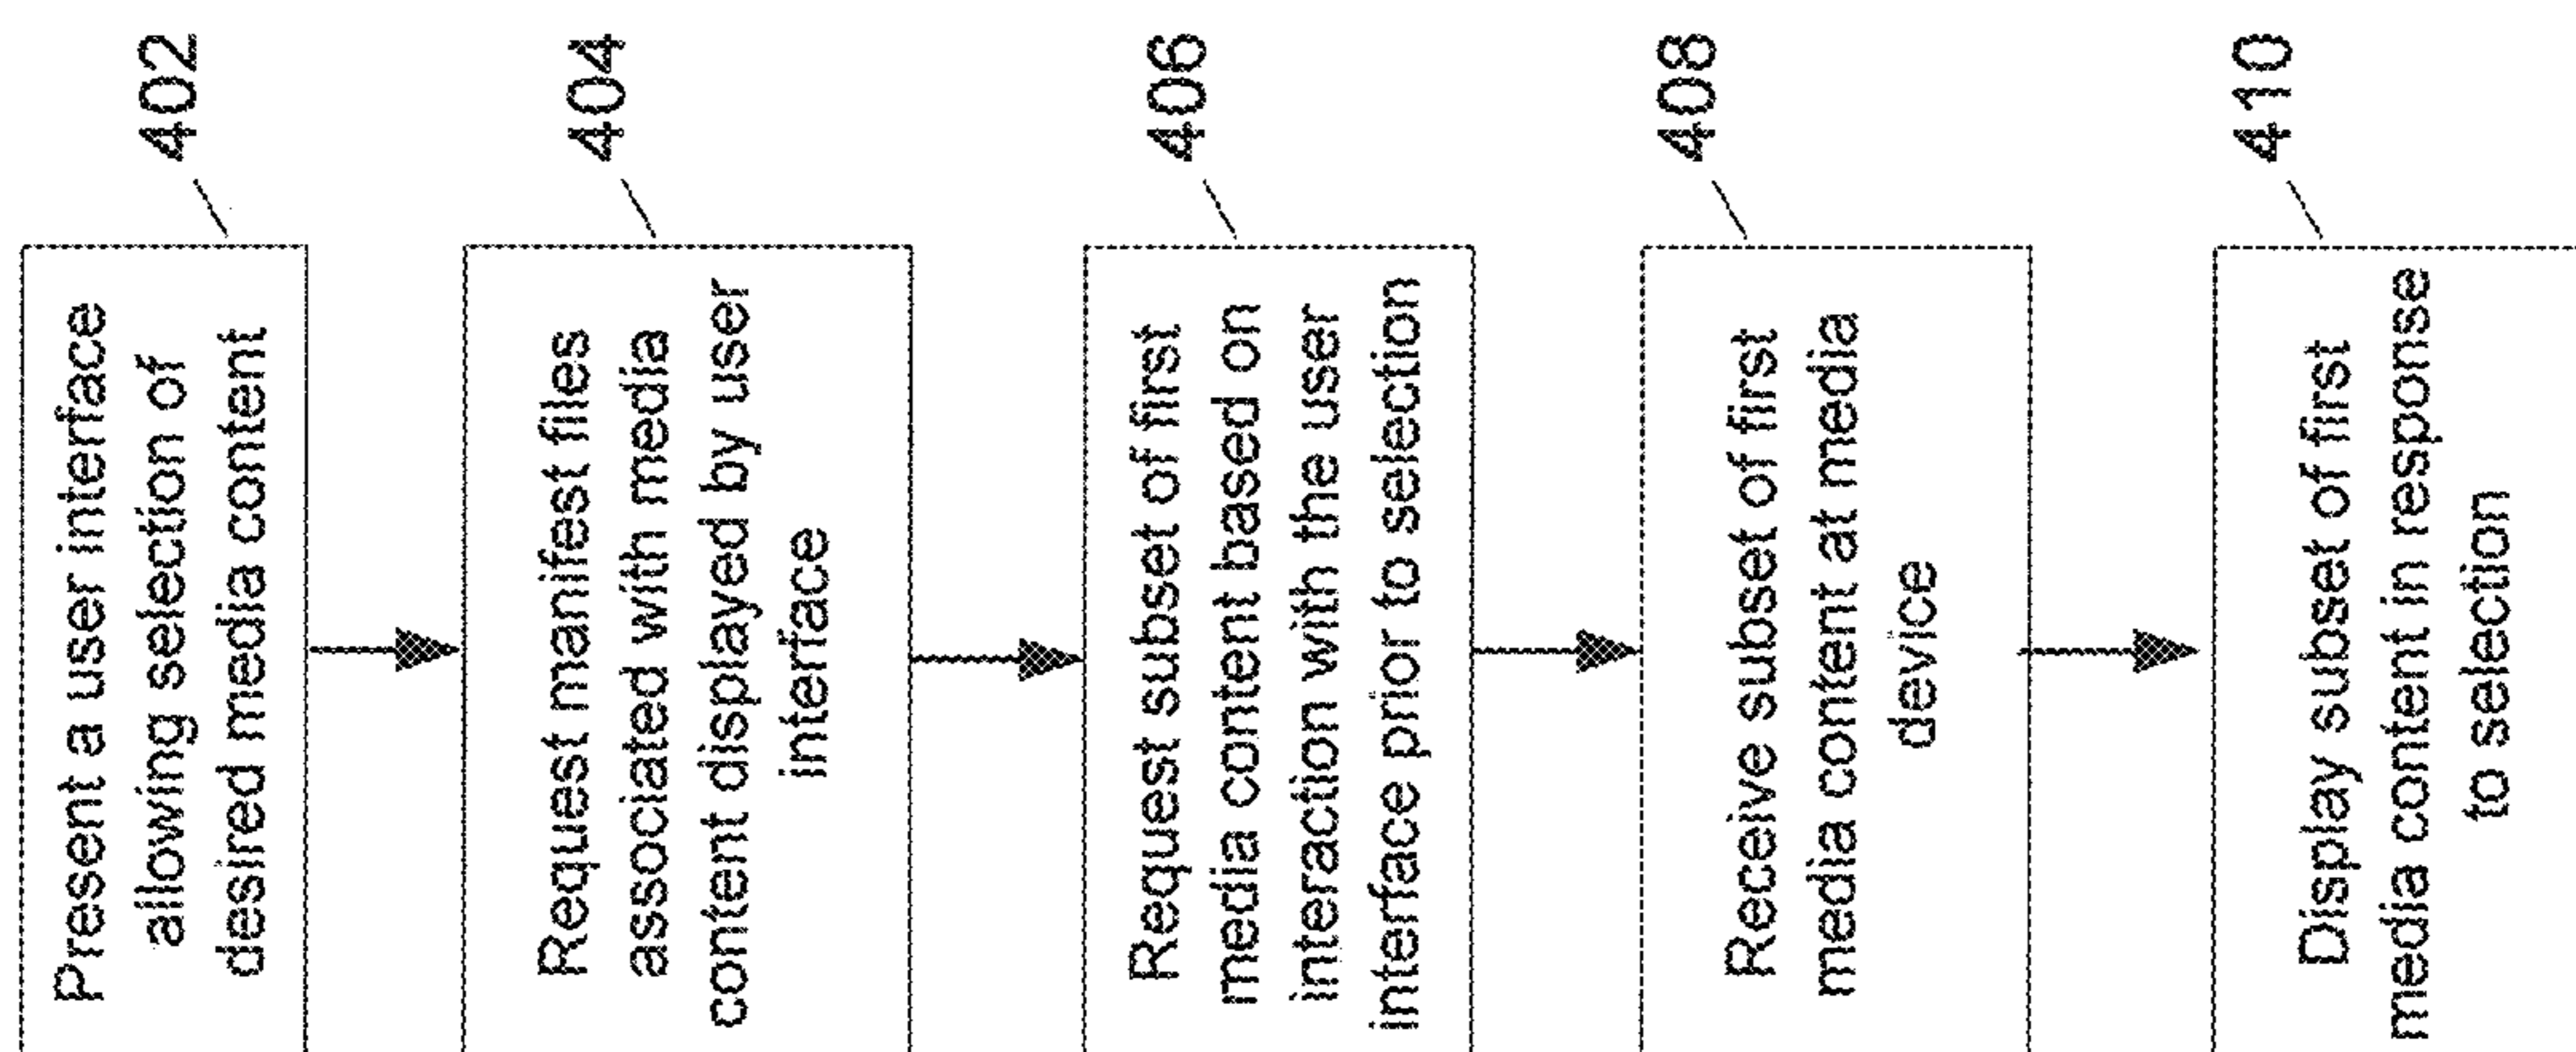 402
Present a user interface
allowing selection of
desired media content
404
Request manifest files
associated with media
content displayed by user
interface
406
Request subset of first
media content based on
interaction with the user
interface prior to selection
408
Receive subset of first
media content at media
device
410
Display subset of first
media content in response
to selection